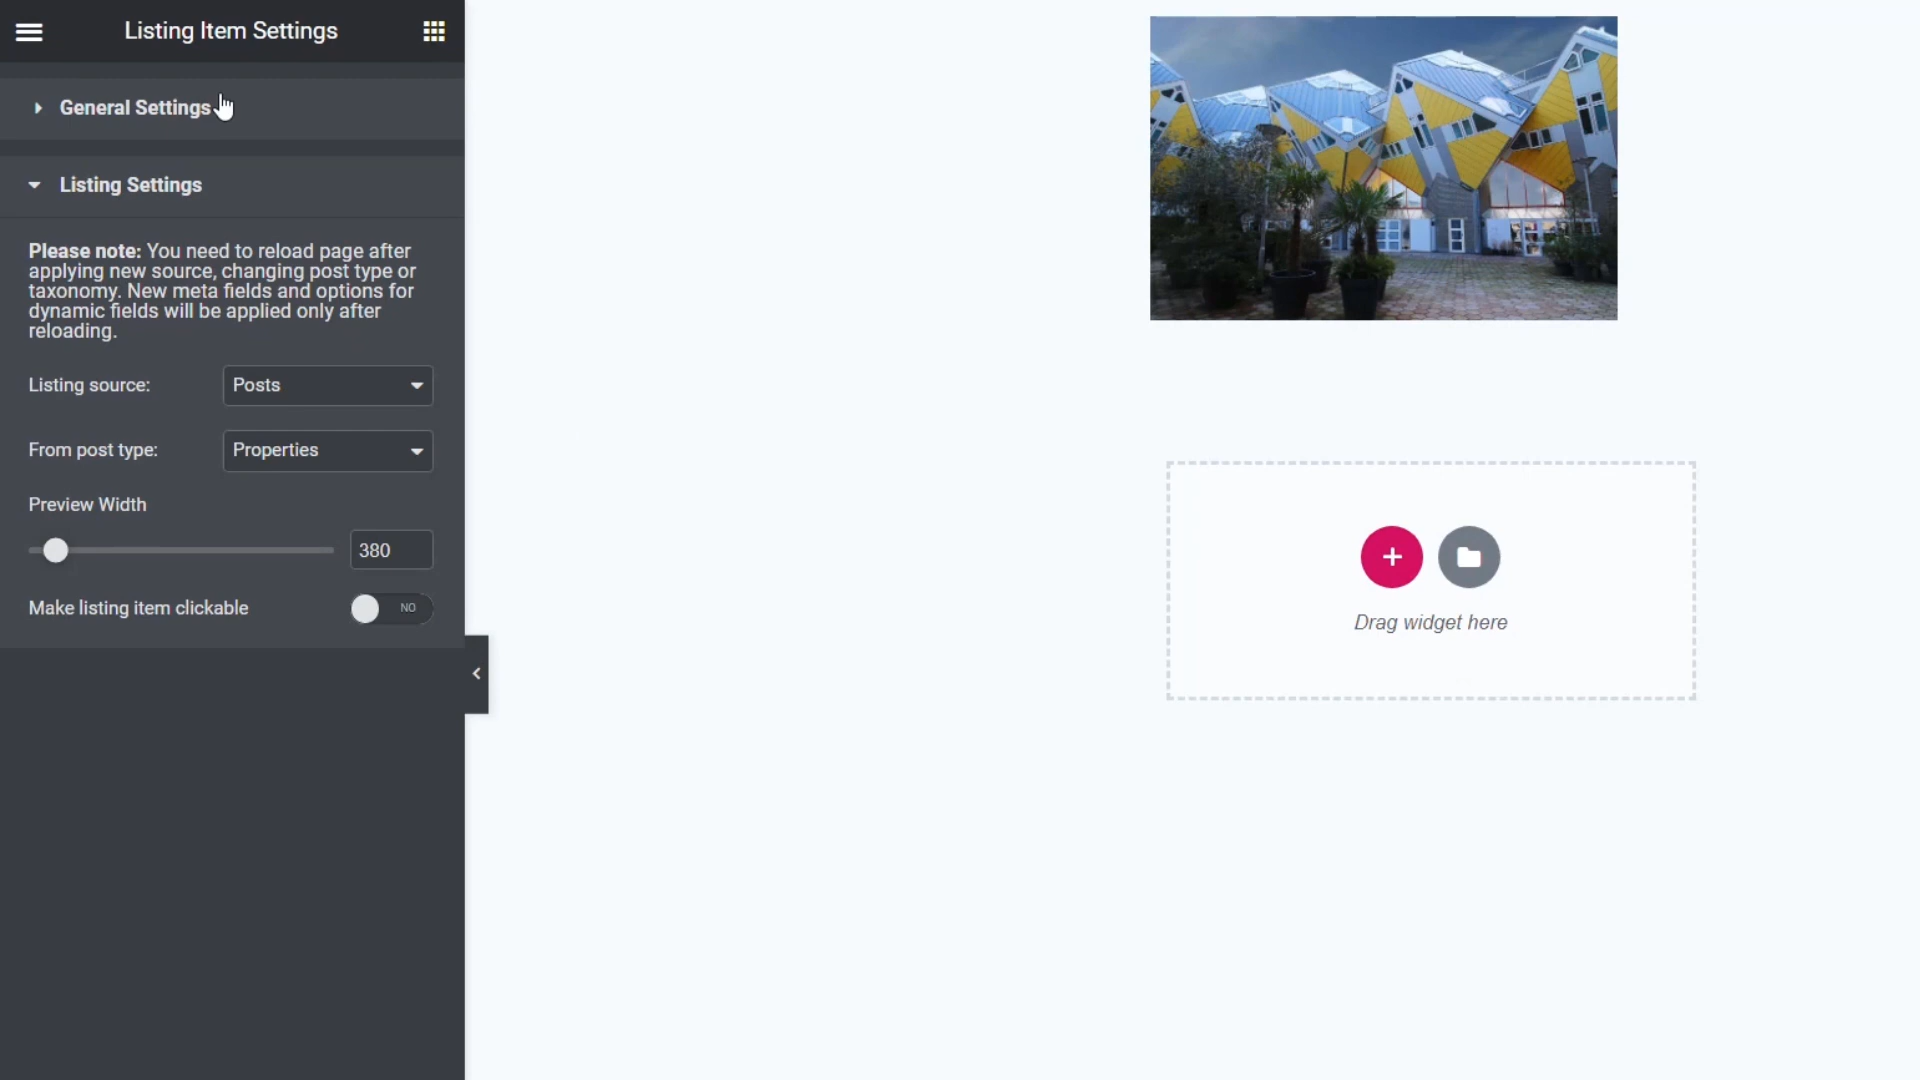 Listing Item Settings
General Settings
Listing Settings
Please note: You need to reload page after
applying new source, changing post type or
taxonomy. New meta fields and options for
dynamic fields will be applied only after
reloading.
Listing source: Posts
From post type: Properties
Preview Width
380
Make listing item clickable NO
Drag widget here